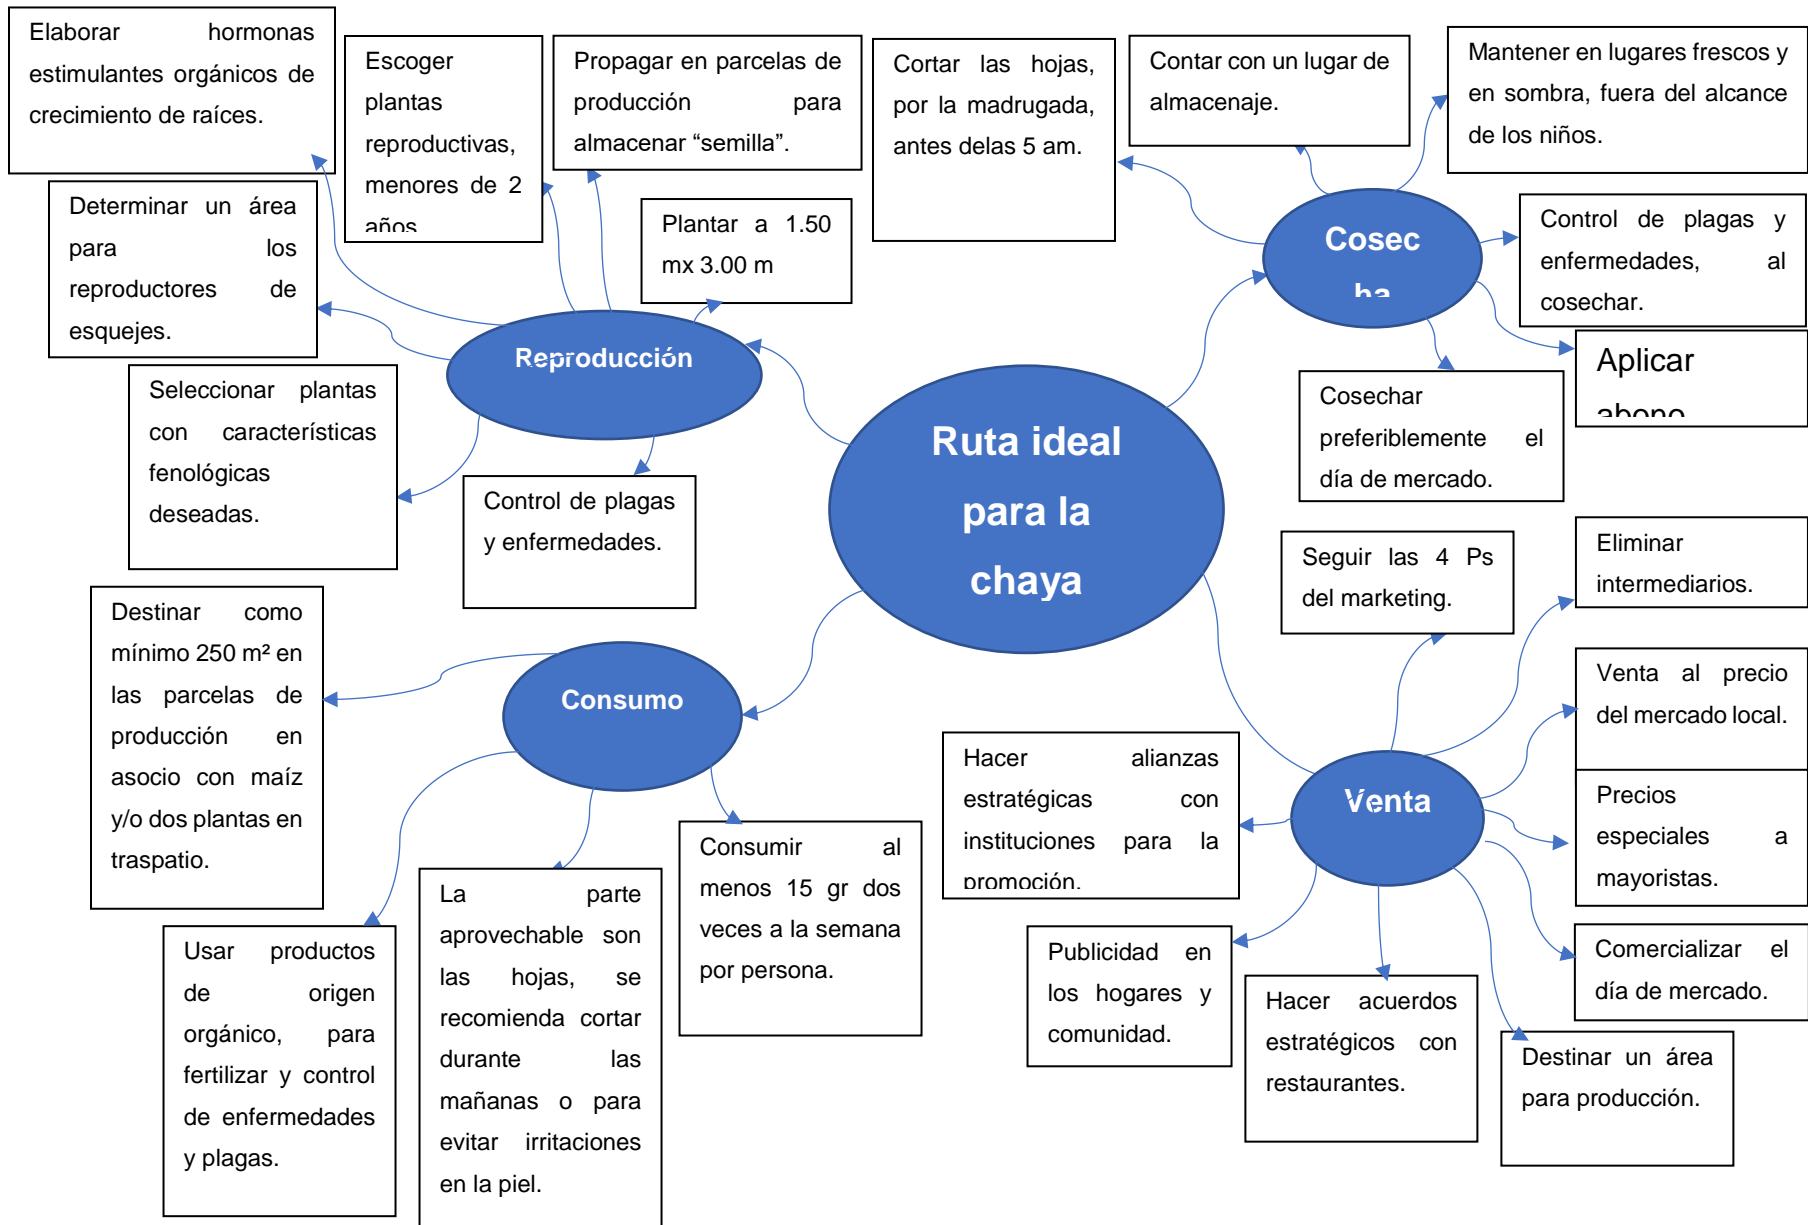 Elaborar hormonas
estimulantes orgánicos de
crecimiento de raíces.
Escoger
plantas
reproductivas,
menores de 2
años
Propagar en parcelas de
producción para
almacenar “semilla”.
Plantar a 1.50
mx 3.00 m
Determinar un área
para los
reproductores de
esquejes.
Seleccionar plantas
con características
fenológicas
deseadas.
Control de plagas
y enfermedades.
Reproducción
Cortar las hojas,
por la madrugada,
antes delas 5 am.
Contar con un lugar de
almacenaje.
Mantener en lugares frescos y
en sombra, fuera del alcance
de los niños.
Control de plagas y
enfermedades, al
cosechar.
Aplicar
abono
Cosechar
preferiblemente el
día de mercado.
Cosec
ha
Ruta ideal
para la
chaya
Destinar como
mínimo 250 m² en
las parcelas de
producción en
asocio con maíz
y/o dos plantas en
traspatio.
Consumo
Usar productos
de origen
orgánico, para
fertilizar y control
de enfermedades
y plagas.
La parte
aprovechable son
las hojas, se
recomienda cortar
durante las
mañanas o para
evitar irritaciones
en la piel.
Consumir al
menos 15 gr dos
veces a la semana
por persona.
Seguir las 4 Ps
del marketing.
Eliminar
intermediarios.
Venta al precio
del mercado local.
Precios
especiales a
mayoristas.
Comercializar el
día de mercado.
Destinar un área
para producción.
Venta
Hacer alianzas
estratégicas con
instituciones para la
promoción.
Publicidad en
los hogares y
comunidad.
Hacer acuerdos
estratégicos con
restaurantes.